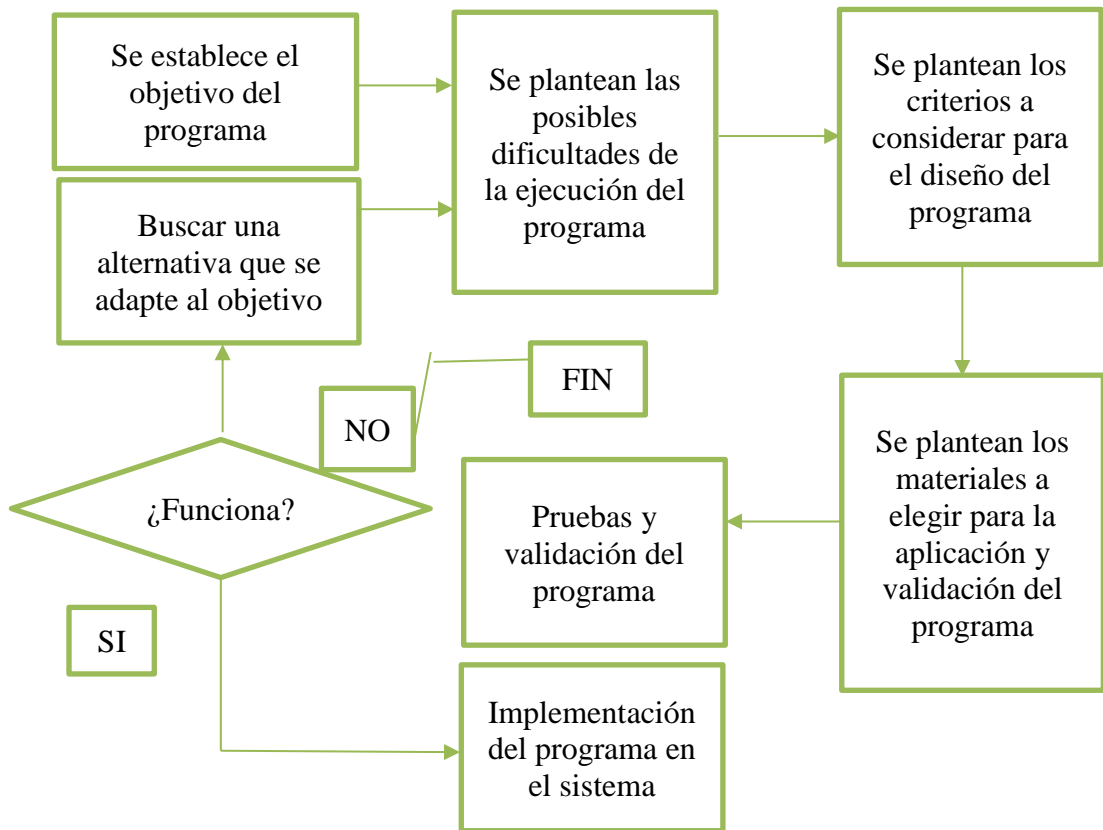 Se establece el
objetivo del
programa
Se plantean las
posibles
dificultades de
la ejecución del
programa
Se plantean los
criterios a
considerar para
el diseño del
programa
Buscar una
alternativa que se
adapte al objetivo
FIN
NO
¿Funciona?
Pruebas y
validación del
programa
Se plantean los
materiales a
elegir para la
aplicación y
validación del
programa
SI
Implementación
del programa en
el sistema